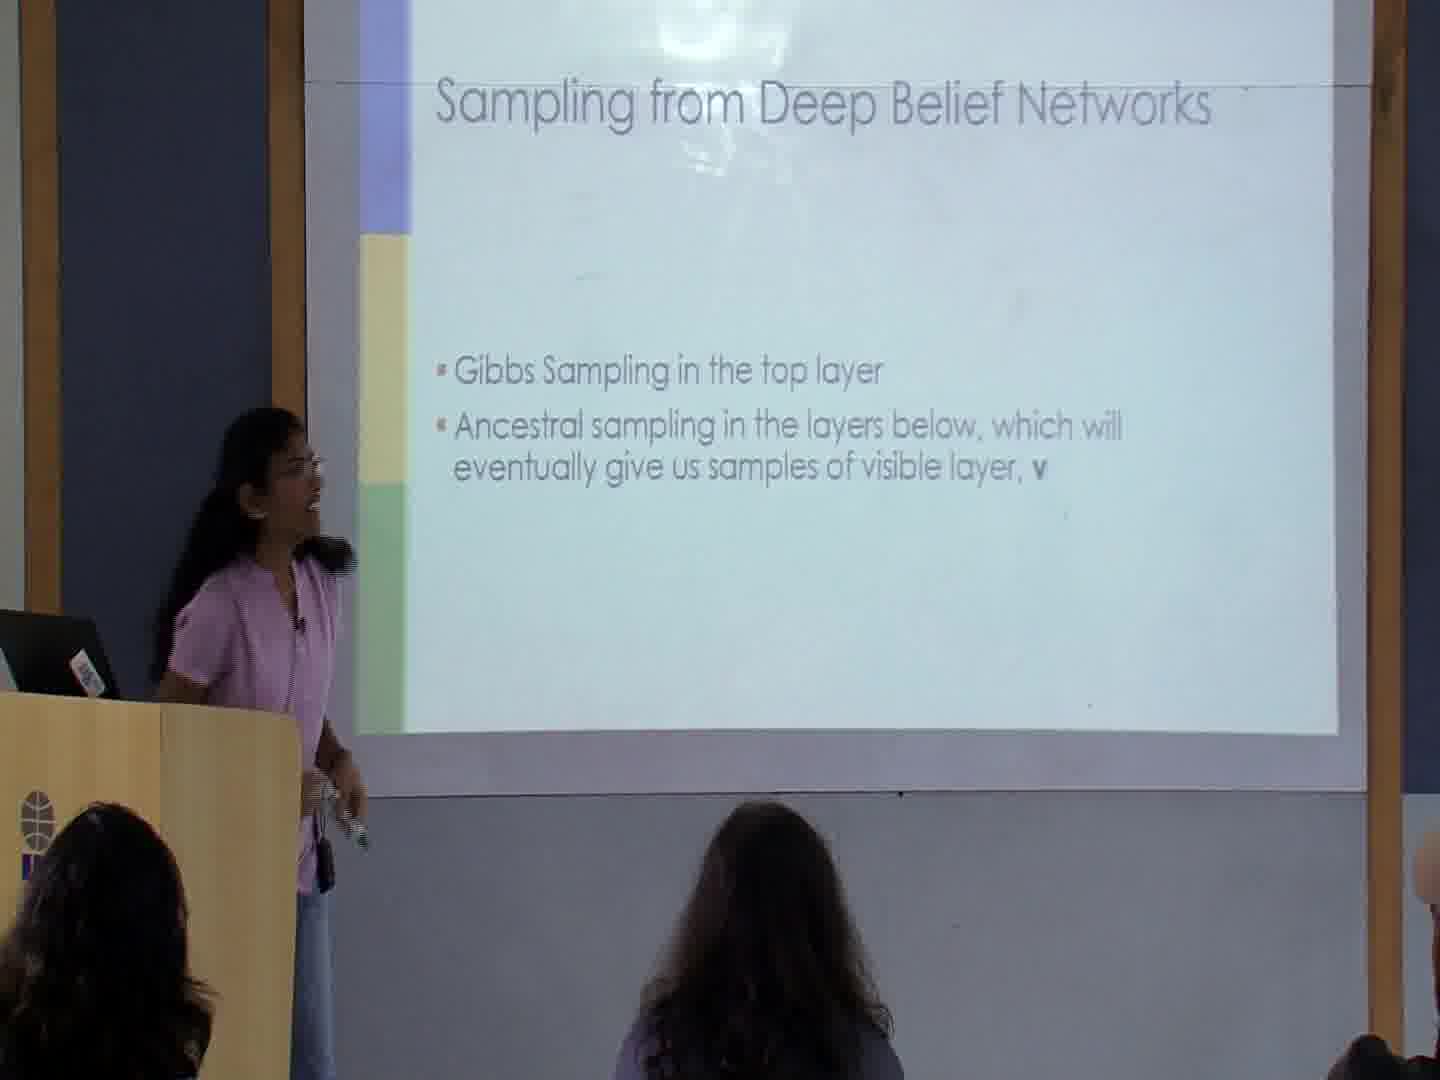 Sampling from Deep Belief Networks
Gibbs Sampling in the top layer
Ancestral sampling in the layers below, which will
eventually give us samples of visible layer, v